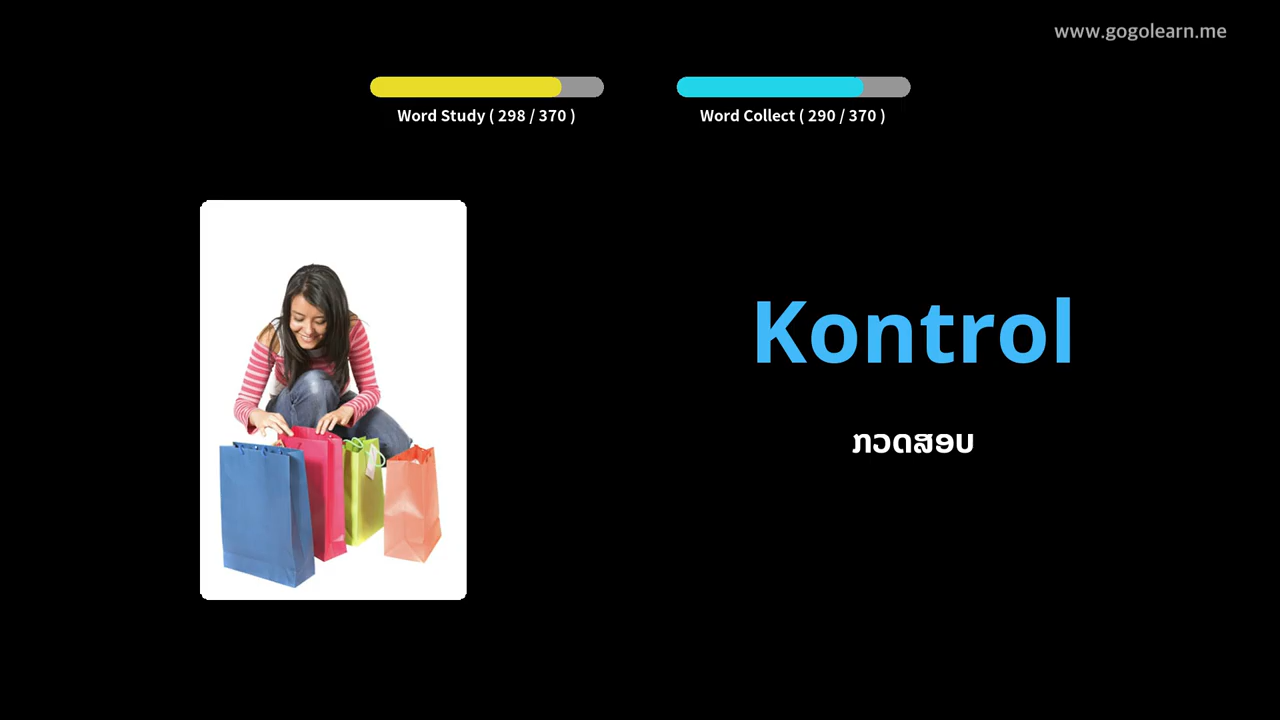 www.gogolearn.me
Word Study ( 298 / 370 )
Word Collect ( 290 / 370 )
Kontrol
ກວດສອບ